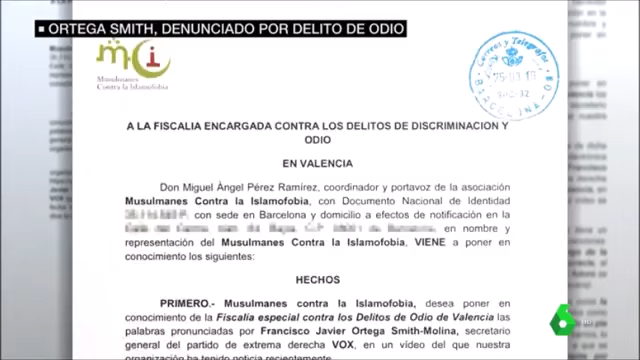 ORTEGA SMITH, DENUNCIADO POR DELITO DE ODIO
mci
Musulmanes
Contra la Islamofobia
Correos y Telégrafos
BARCELONA
A LA FISCALIA ENCARGADA CONTRA LOS DELITOS DE DISCRIMINACION Y
ODIO
EN VALENCIA
Don Miguel Àngel Pérez Ramírez, coordinador y portavoz de la asociación
Musulmanes Contra la Islamofobia, con Documento Nacional de Identidad
, con sede en Barcelona y domicilio a efectos de notificación en la
, en nombre y
representación del Musulmanes Contra la Islamofobia, VIENE a poner en
conocimiento los siguientes:
HECHOS
PRIMERO.- Musulmanes contra la Islamofobia, desea poner en
conocimiento de la Fiscalía especial contra los Delitos de Odio de Valencia las
palabras pronunciadas por Francisco Javier Ortega Smith-Molina, secretario
general del partido de extrema derecha VOX, en un vídeo del que nuestra
organización ha tenido noticia recientemente